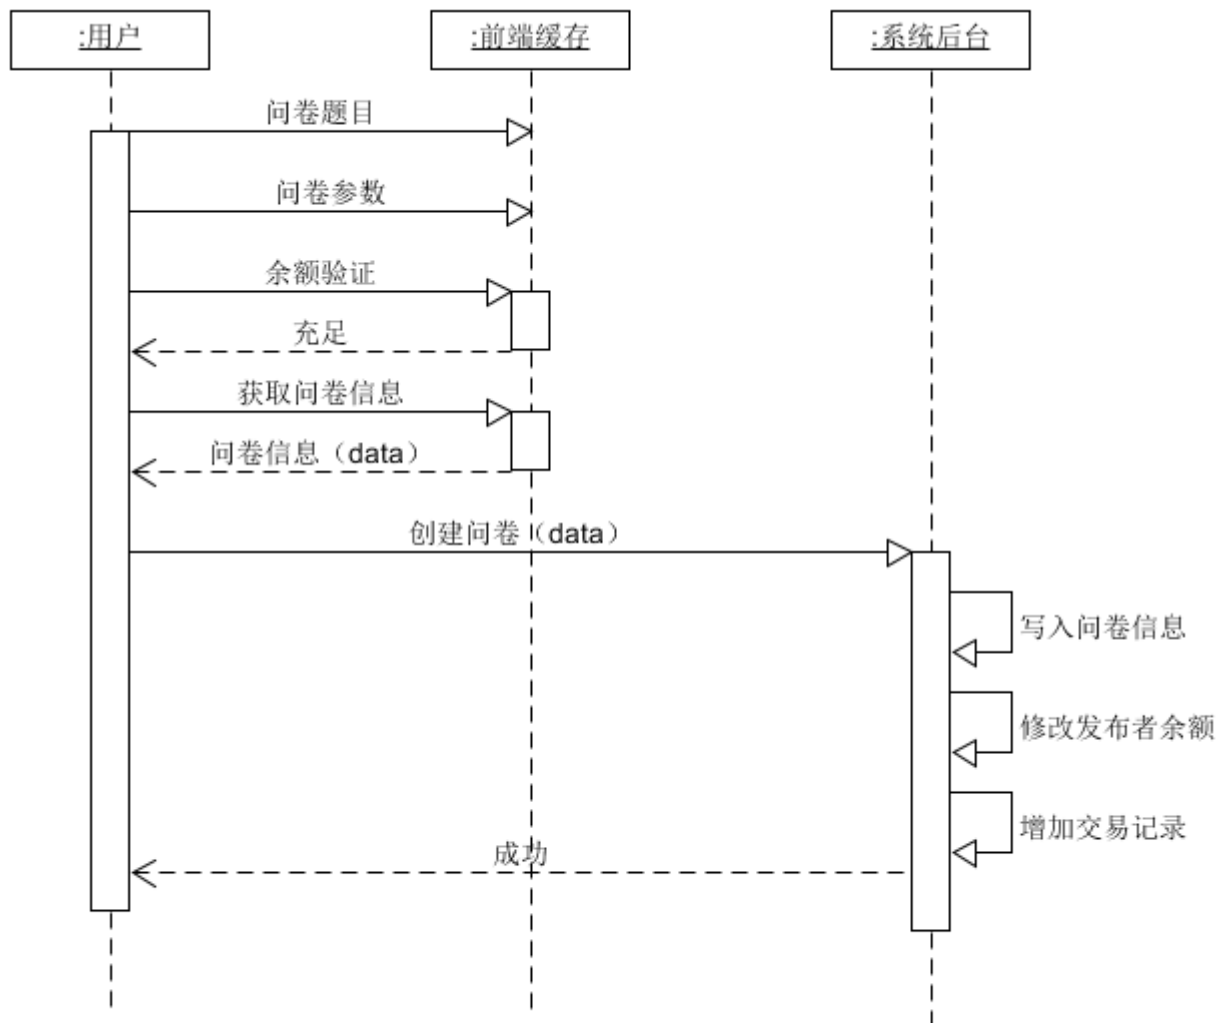 :用户
:前端缓存
:系统后台
问卷题目
问卷参数
余额验证
充足
获取问卷信息
问卷信息（data）
创建问卷（data）
写入问卷信息
修改发布者余额
增加交易记录
成功